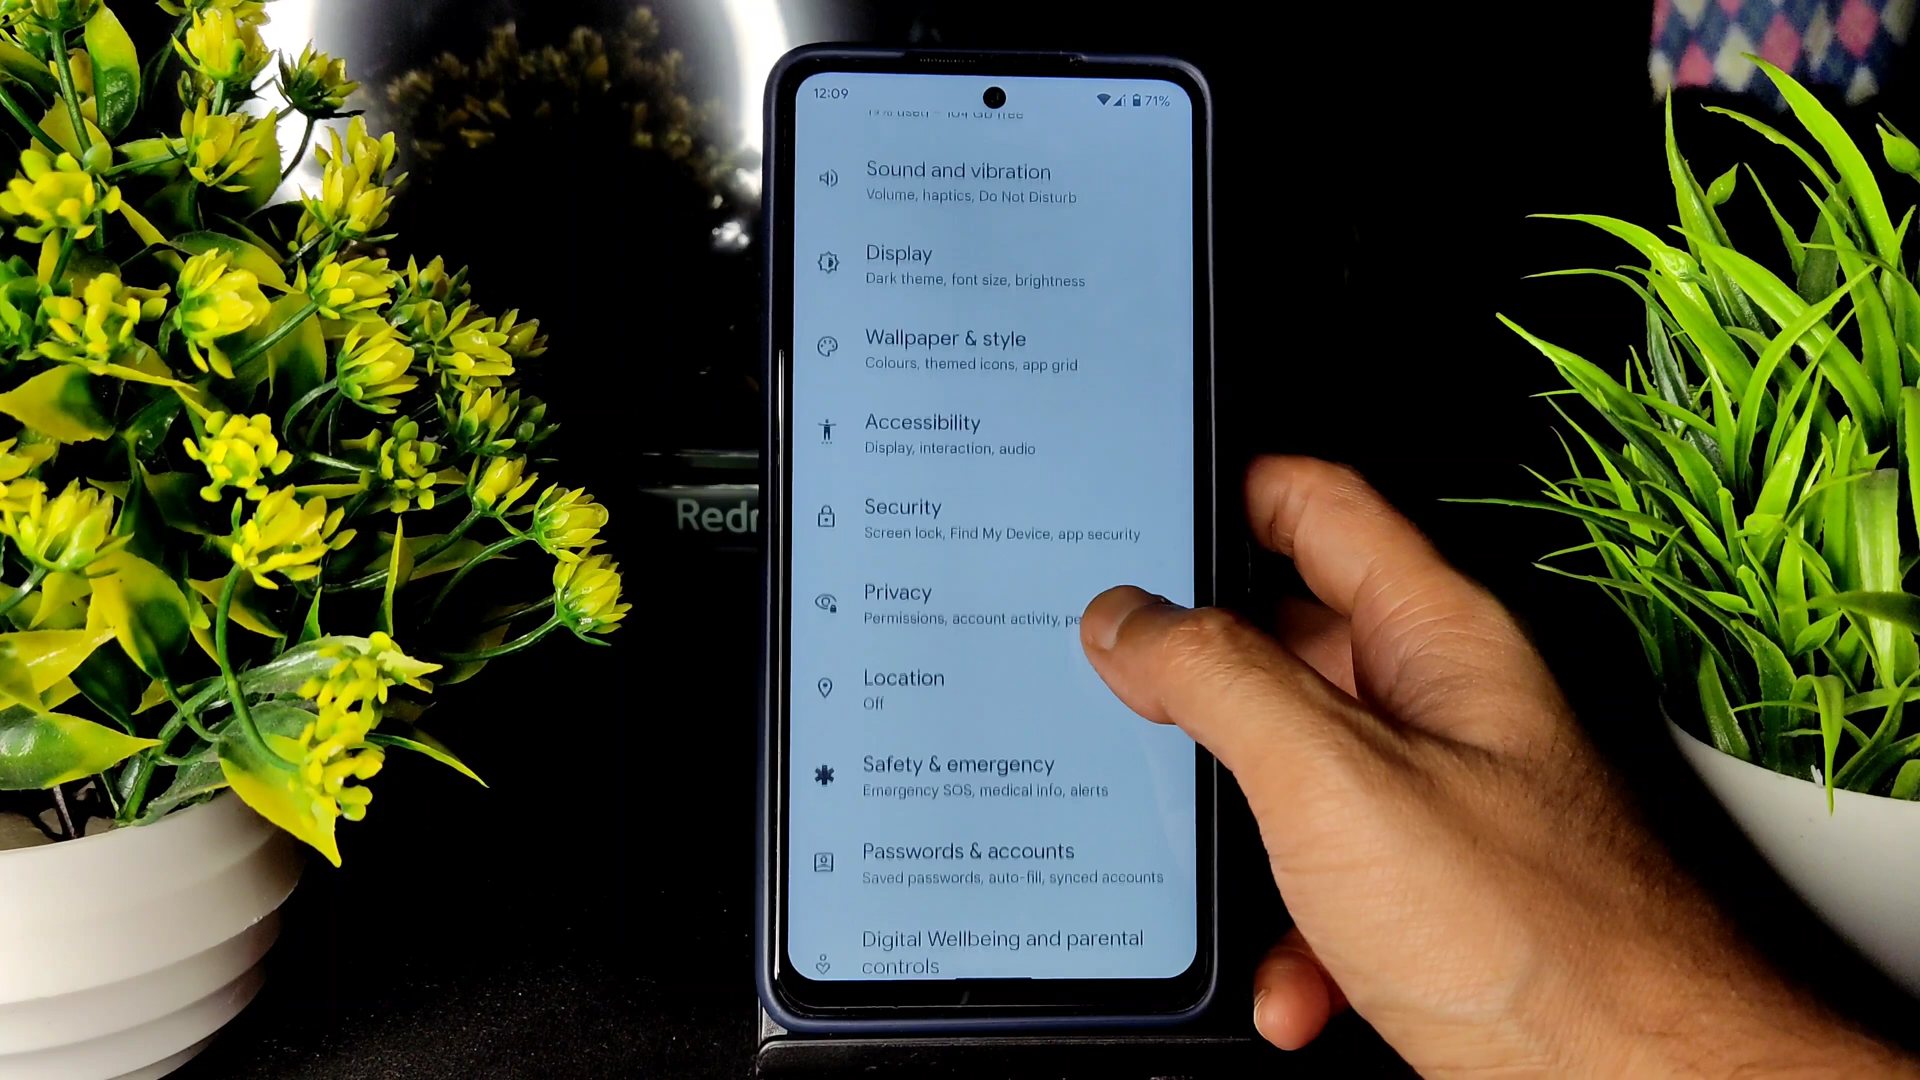 12:09
71%
Sound and vibration
Volume, haptics, Do Not Disturb
Display
Dark theme, font size, brightness
Wallpaper & style
Colours, themed icons, app grid
Accessibility
Display, interaction, audio
Security
Screen lock, Find My Device, app security
Redr
Privacy
Permissions, account activity, pe
Location
Off
Safety & emergency
Emergency SOS, medical info, alerts
Passwords & accounts
Saved passwords, auto-fill, synced accounts
Digital Wellbeing and parental
controls